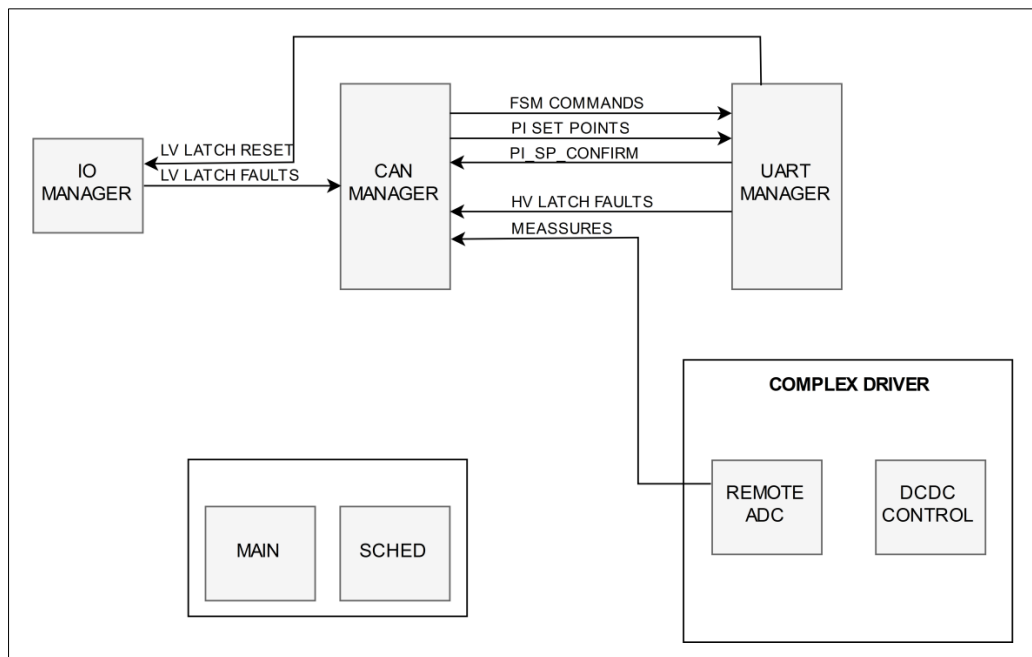 FSM COMMANDS
PI SET POINTS
LV LATCH RESET
PI_SP_CONFIRM
IO
MANAGER
CAN
MANAGER
UART
MANAGER
LV LATCH FAULTS
HV LATCH FAULTS
MEASSURES
COMPLEX DRIVER
REMOTE
ADC
DCDC
CONTROL
MAIN
SCHED